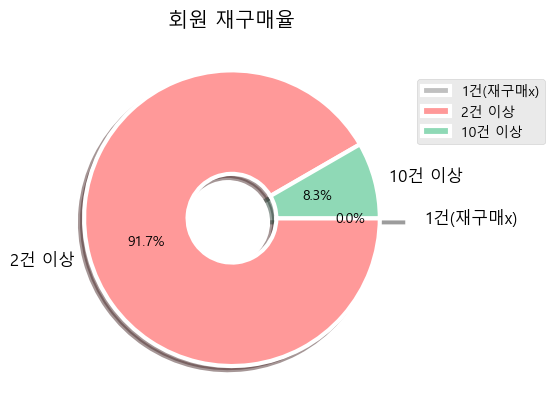 회원 재구매율
1건(재구매x)
2건 이상
10건 이상
10건 이상
8.3%
0.0%
1건(재구매x)
91.7%
2건 이상